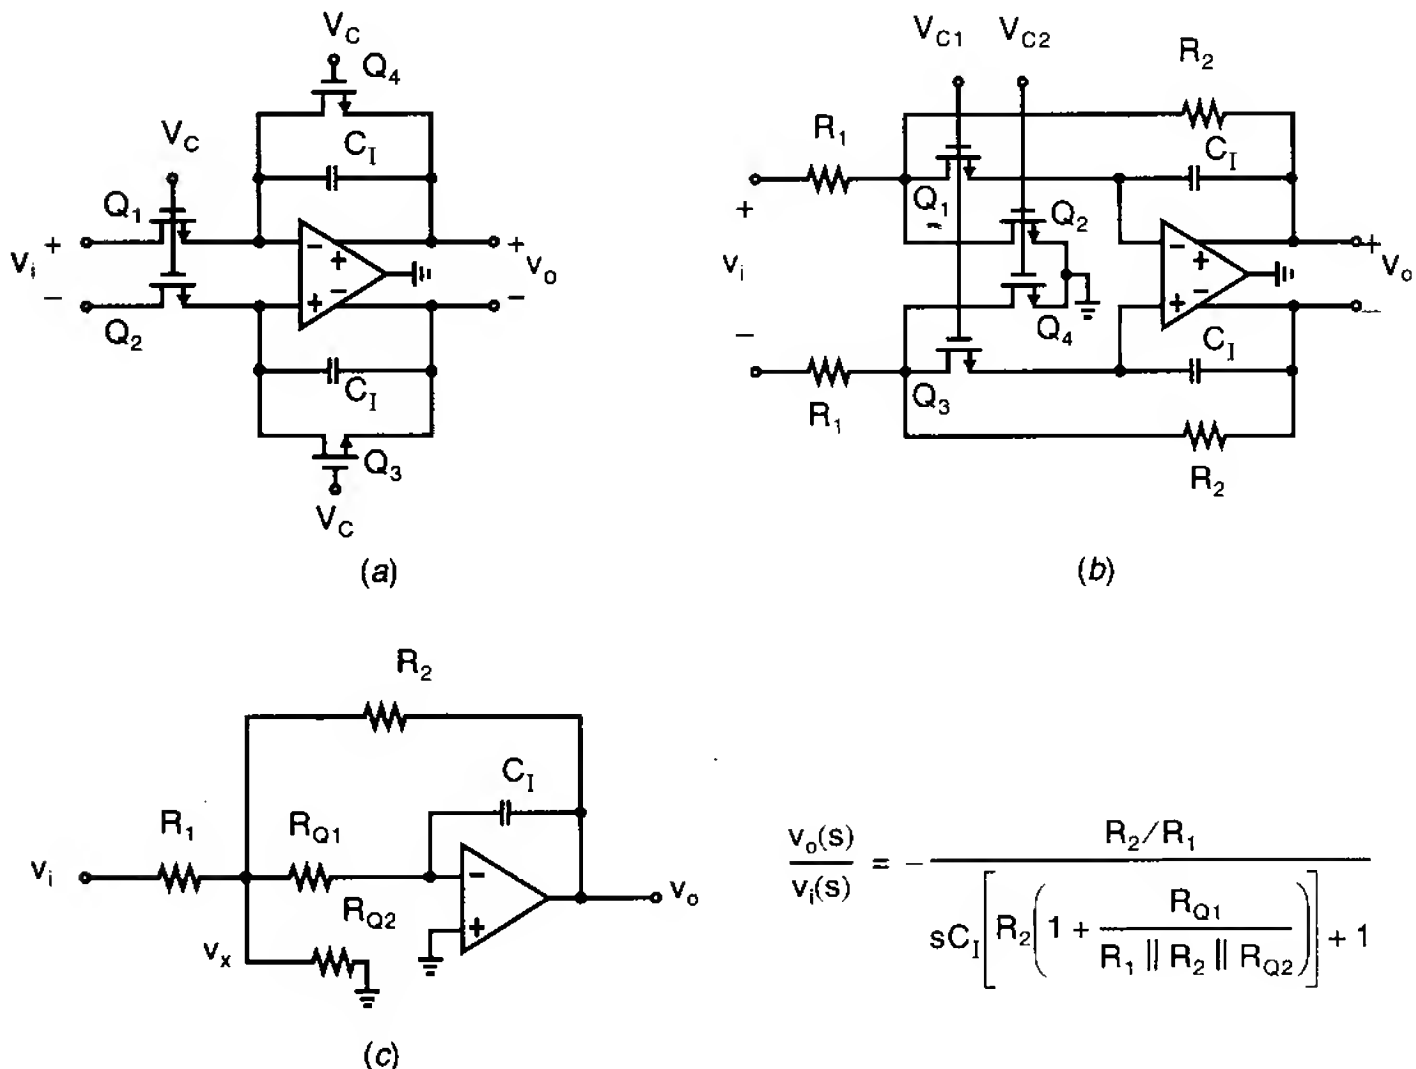 V_C
Q_4
V_C
C_I
Q_1
+
−
+
+
v_i
v_o
−
+
−
−
Q_2
C_I
Q_3
V_C
(a)
V_C1
V_C2
R_2
R_1
C_I
+
Q_1
Q_2
−
+
+
v_i
v_o
+
−
−
Q_4
C_I
R_1
Q_3
R_2
(b)
R_2
C_I
R_1
R_Q1
v_i
−
v_o
R_Q2
+
v_x
(c)
v_o(s)/v_i(s) = − (R_2/R_1) / (sC_I[R_2(1 + R_Q1/(R_1 || R_2 || R_Q2))] + 1)